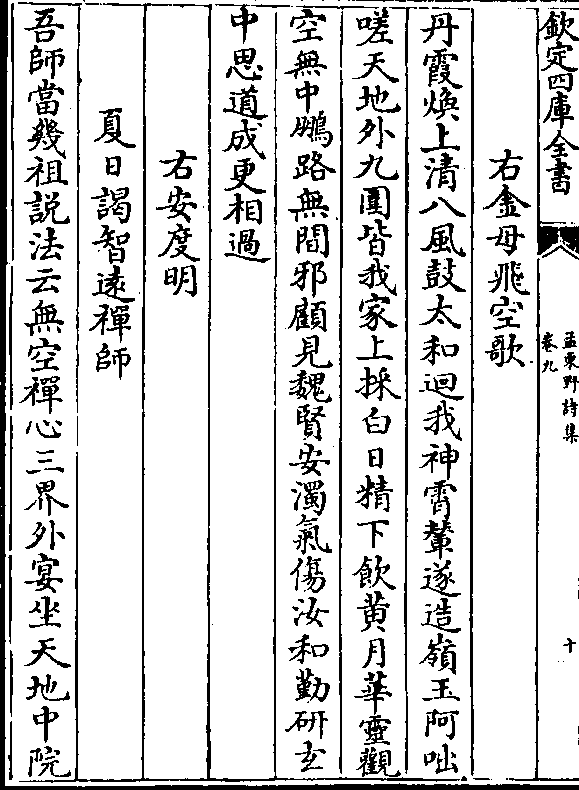 欽定四庫全書
孟東野詩集
卷九
十
右金母飛空歌
丹霞煥上清八風鼓太和迴我神霄輦遂造嶺玉阿咄
嗟天地外九圍皆我家上採白日精下飲黃月華靈觀
空無中鵬路無間邪顧見魏賢安濁氣傷汝和勤研玄
中思道成更相過
右安度明
夏日謁智遠禪師
吾師當幾祖說法云無空禪心三界外宴坐天地中院